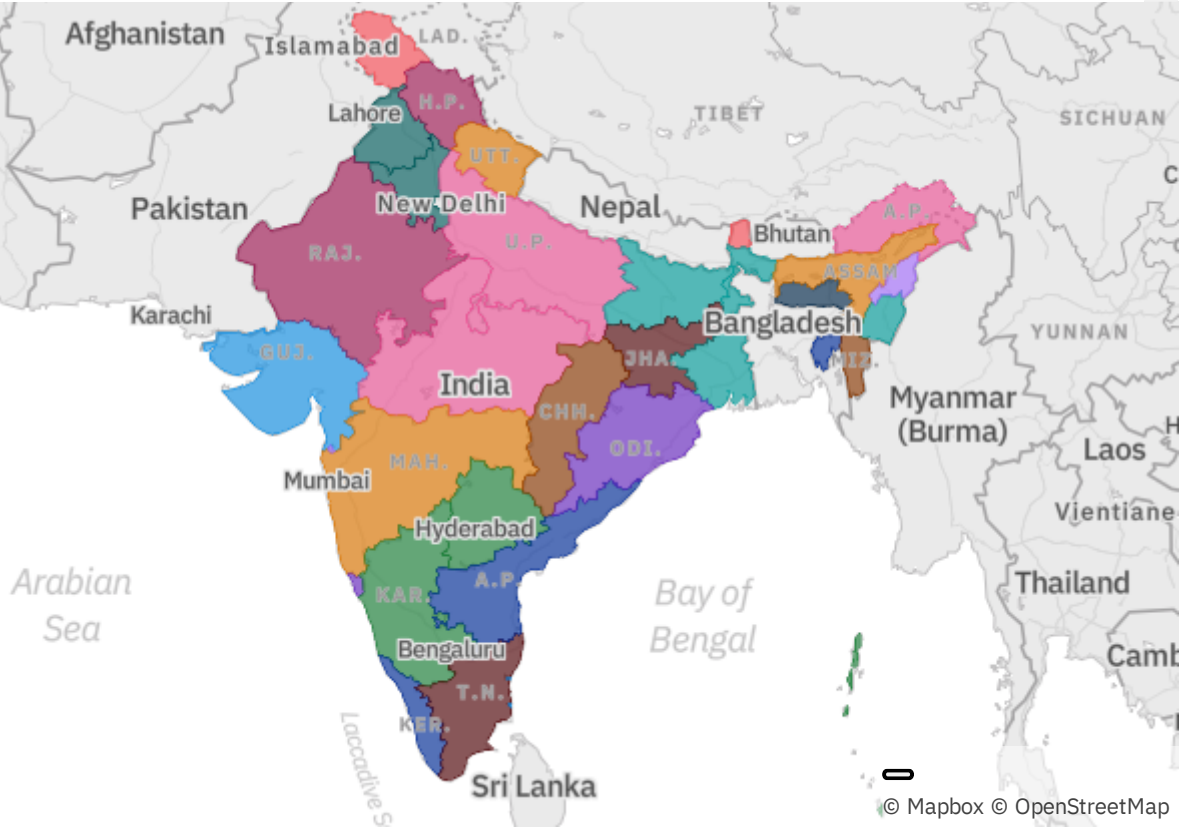 Afghanistan
Islamabad
LAD.
H.P.
Lahore
TIBET
SICHUAN
UTT.
Pakistan
New Delhi
Nepal
A.P.
Bhutan
U.P.
RAJ.
ASSAM
Karachi
Bangladesh
YUNNAN
GUJ.
JHA.
MIZ.
India
Myanmar
(Burma)
CHH.
ODI.
Laos
MAH.
Mumbai
Hyderabad
Vientiane
Arabian
Sea
KAR.
A.P.
Bay of
Bengal
Thailand
Bengaluru
Camb
T.N.
KER.
Laccadive S
Sri Lanka
© Mapbox © OpenStreetMap